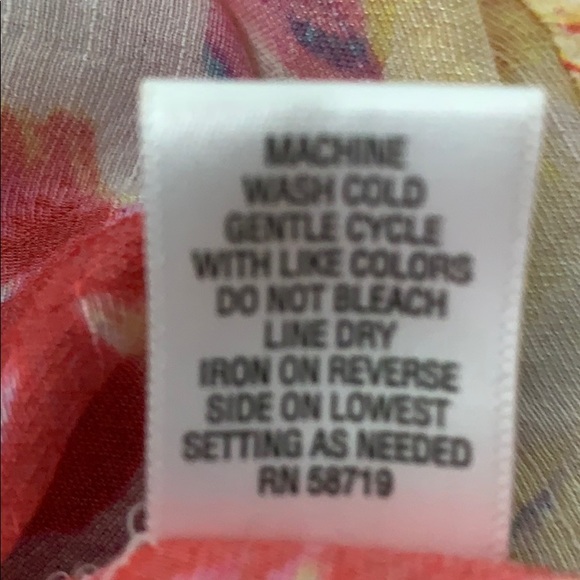 MACHINE
WASH COLD
GENTLE CYCLE
WITH LIKE COLORS
DO NOT BLEACH
LINE DRY
IRON ON REVERSE
SIDE ON LOWEST
SETTING AS NEEDED
RN 58719